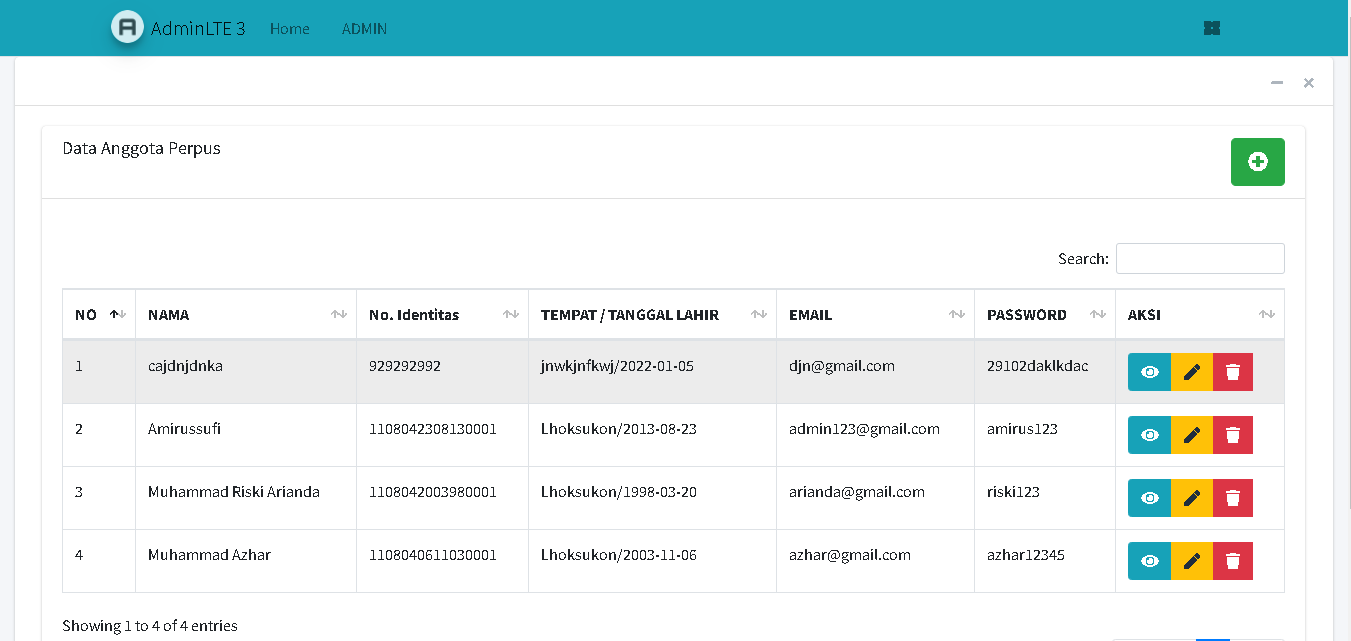 AdminLTE 3 Home ADMIN
Data Anggota Perpus
Search:
NO NAMA No. Identitas TEMPAT / TANGGAL LAHIR EMAIL PASSWORD AKSI
1 cajdnjdnka 929292992 jnwkjnfkwj/2022-01-05 djn@gmail.com 29102daklkdac
2 Amirussufi 1108042308130001 Lhoksukon/2013-08-23 admin123@gmail.com amirus123
3 Muhammad Riski Arianda 1108042003980001 Lhoksukon/1998-03-20 arianda@gmail.com riski123
4 Muhammad Azhar 1108040611030001 Lhoksukon/2003-11-06 azhar@gmail.com azhar12345
Showing 1 to 4 of 4 entries